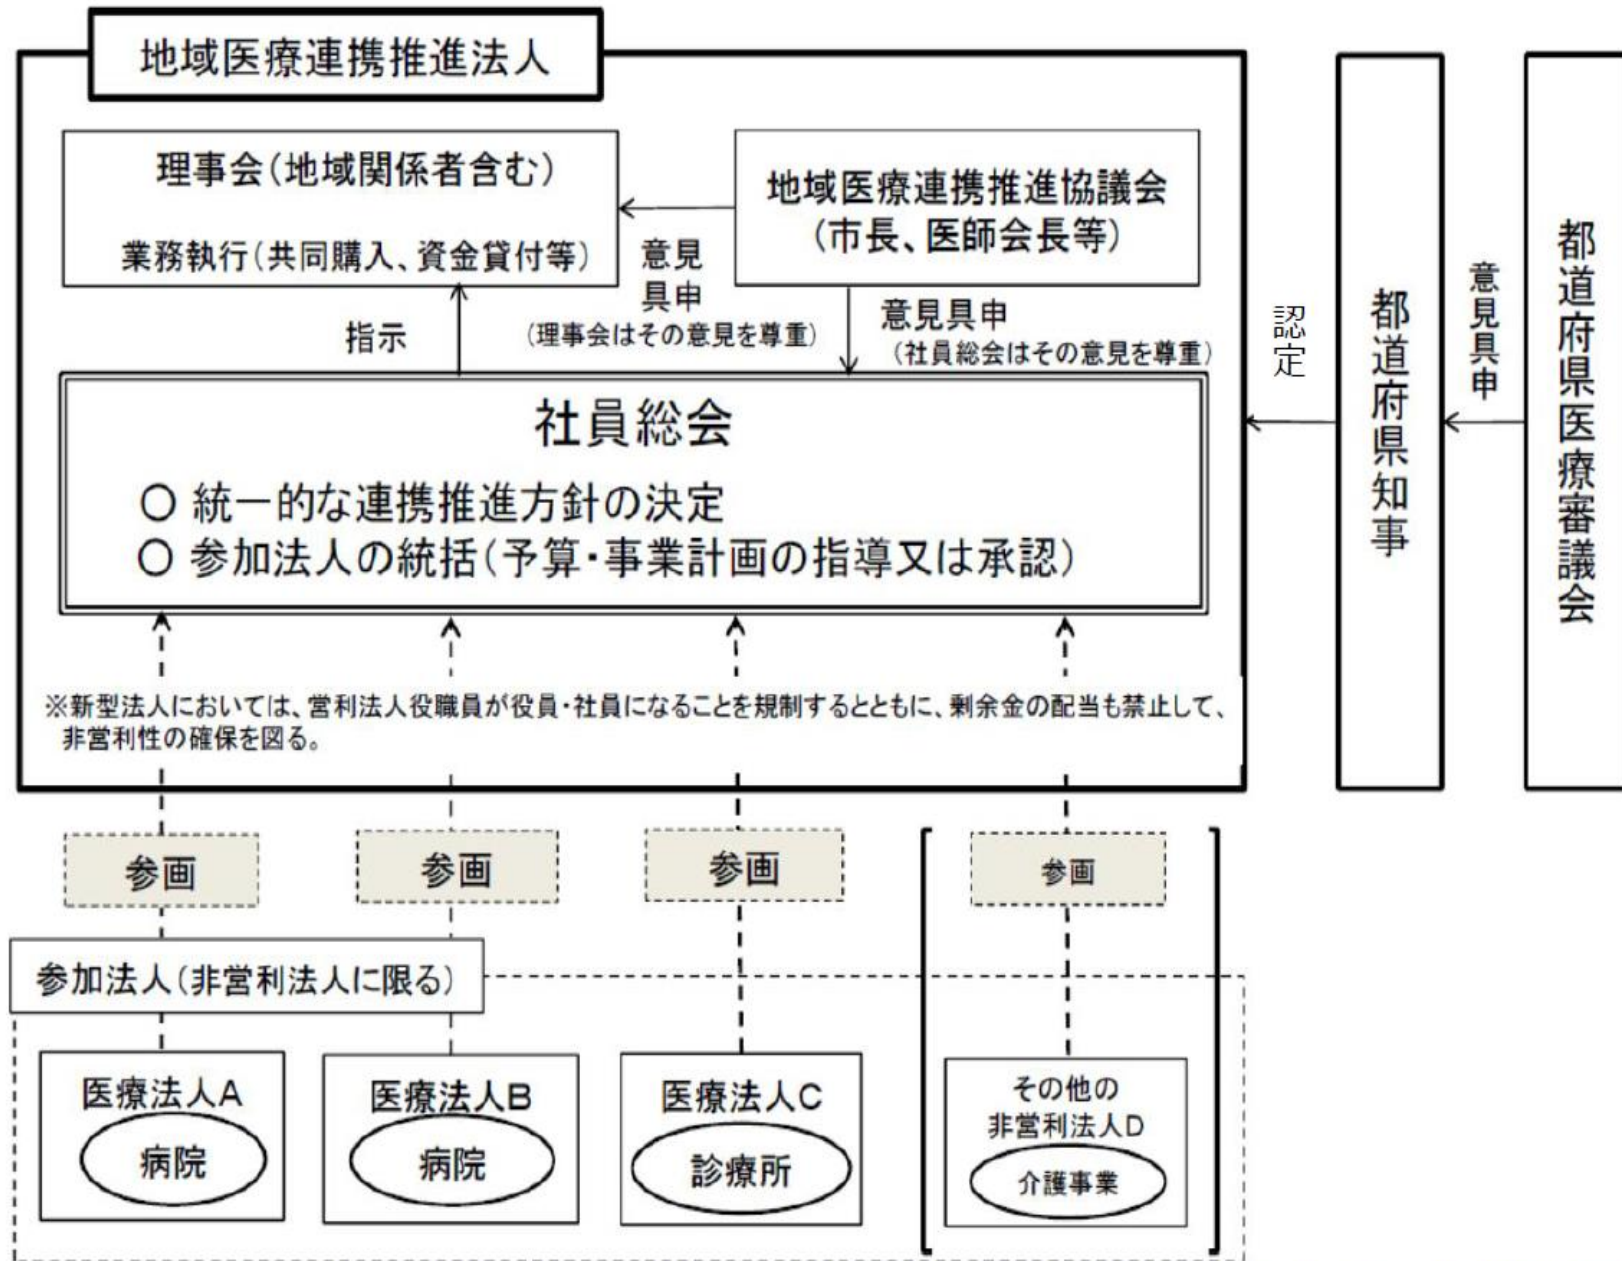 地域医療連携推進法人
理事会(地域関係者含む)
業務執行(共同購入、資金貸付等)
地域医療連携推進協議会
(市長、医師会長等)
意見
具申
(理事会はその意見を尊重)
指示
意見具申
(社員総会はその意見を尊重)
社員総会
○ 統一的な連携推進方針の決定
○ 参加法人の統括(予算・事業計画の指導又は承認)
※新型法人においては、営利法人役職員が役員・社員になることを規制するとともに、剰余金の配当も禁止して、
非営利性の確保を図る。
認定
都道府県知事
意見具申
都道府県医療審議会
参画
参画
参画
参画
参加法人(非営利法人に限る)
医療法人A
病院
医療法人B
病院
医療法人C
診療所
その他の
非営利法人D
介護事業